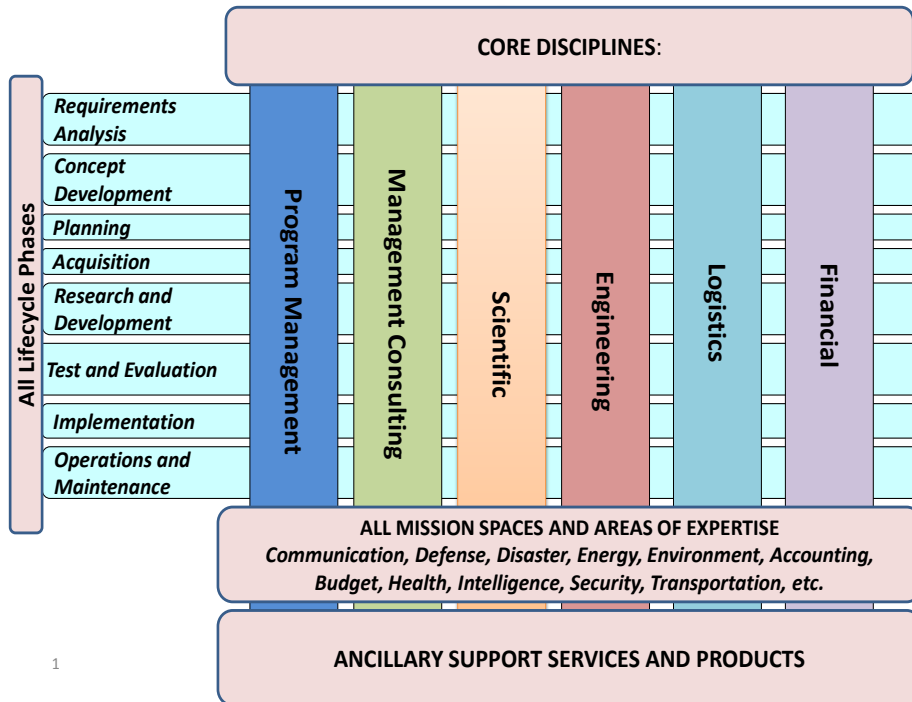 CORE DISCIPLINES:
All Lifecycle Phases
Requirements
Analysis
Concept
Development
Planning
Acquisition
Research and
Development
Test and Evaluation
Implementation
Operations and
Maintenance
Program Management
Management Consulting
Scientific
Engineering
Logistics
Financial
ALL MISSION SPACES AND AREAS OF EXPERTISE
Communication, Defense, Disaster, Energy, Environment, Accounting,
Budget, Health, Intelligence, Security, Transportation, etc.
ANCILLARY SUPPORT SERVICES AND PRODUCTS
1